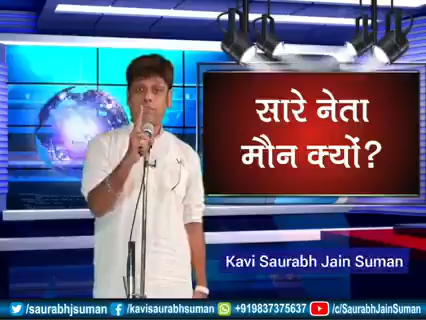 सारे नेता
मौन क्यों?
Kavi Saurabh Jain Suman
/saurabhjsuman /kavisaurabhsuman +919837375637 /c/SaurabhJainSuman